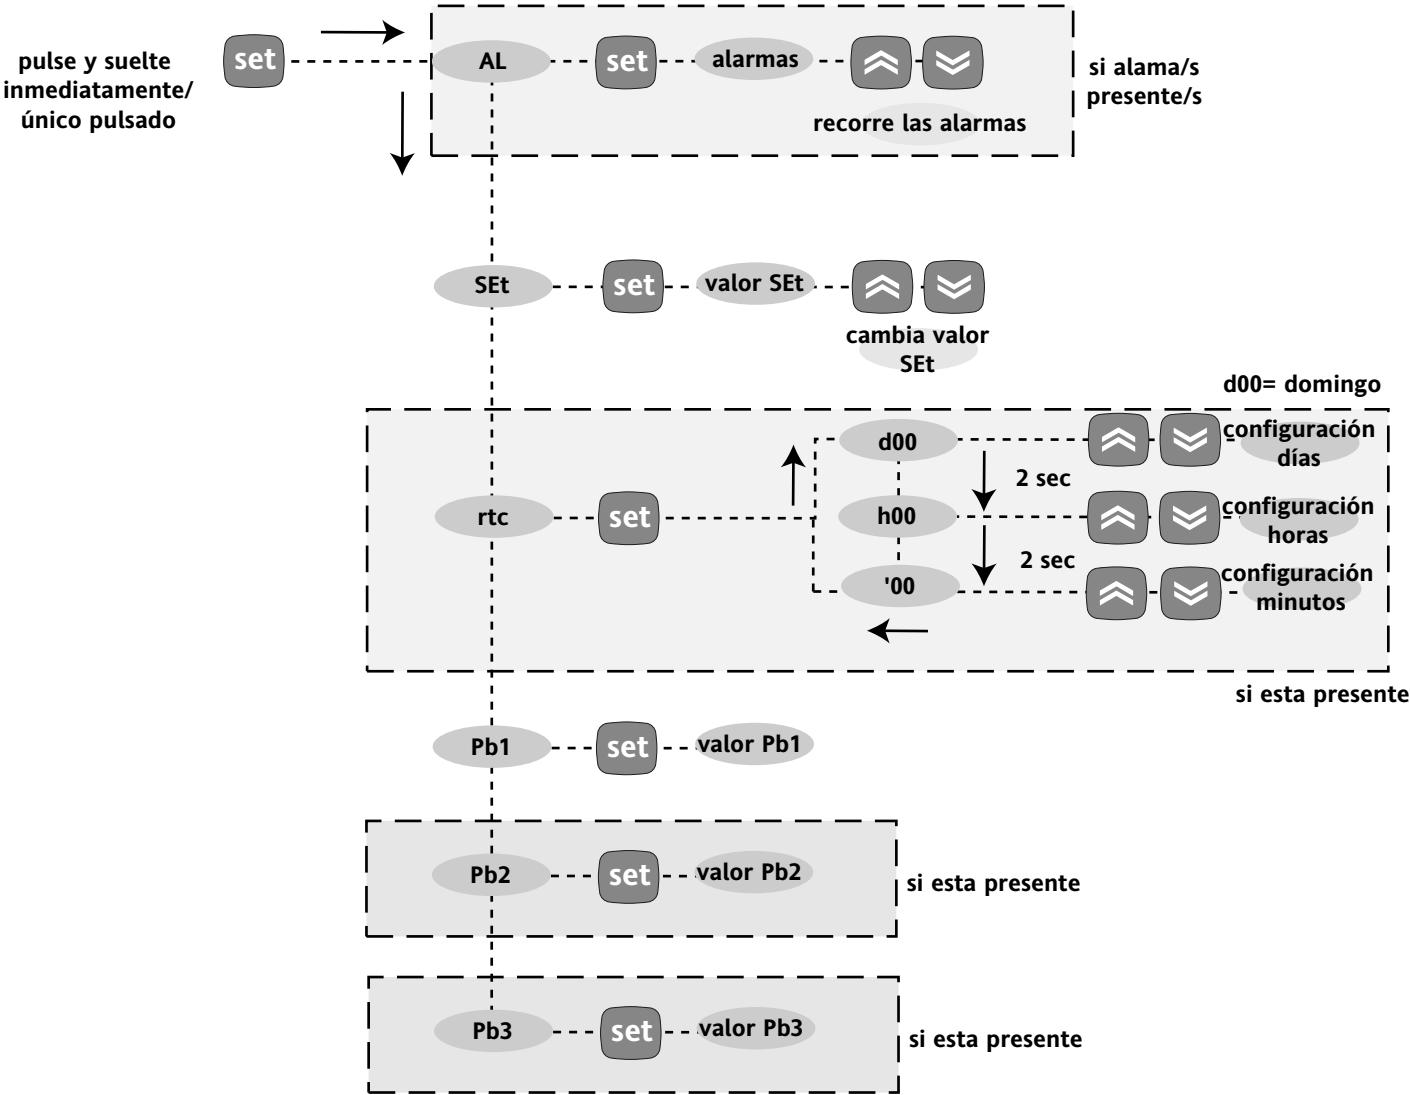 pulse y suelte
inmediatamente/
único pulsado
set
AL
set
alarmas
recorre las alarmas
si alama/s
presente/s
SEt
set
valor SEt
cambia valor
SEt
d00= domingo
rtc
set
d00
2 sec
configuración
días
h00
2 sec
configuración
horas
'00
configuración
minutos
si esta presente
Pb1
set
valor Pb1
Pb2
set
valor Pb2
si esta presente
Pb3
set
valor Pb3
si esta presente